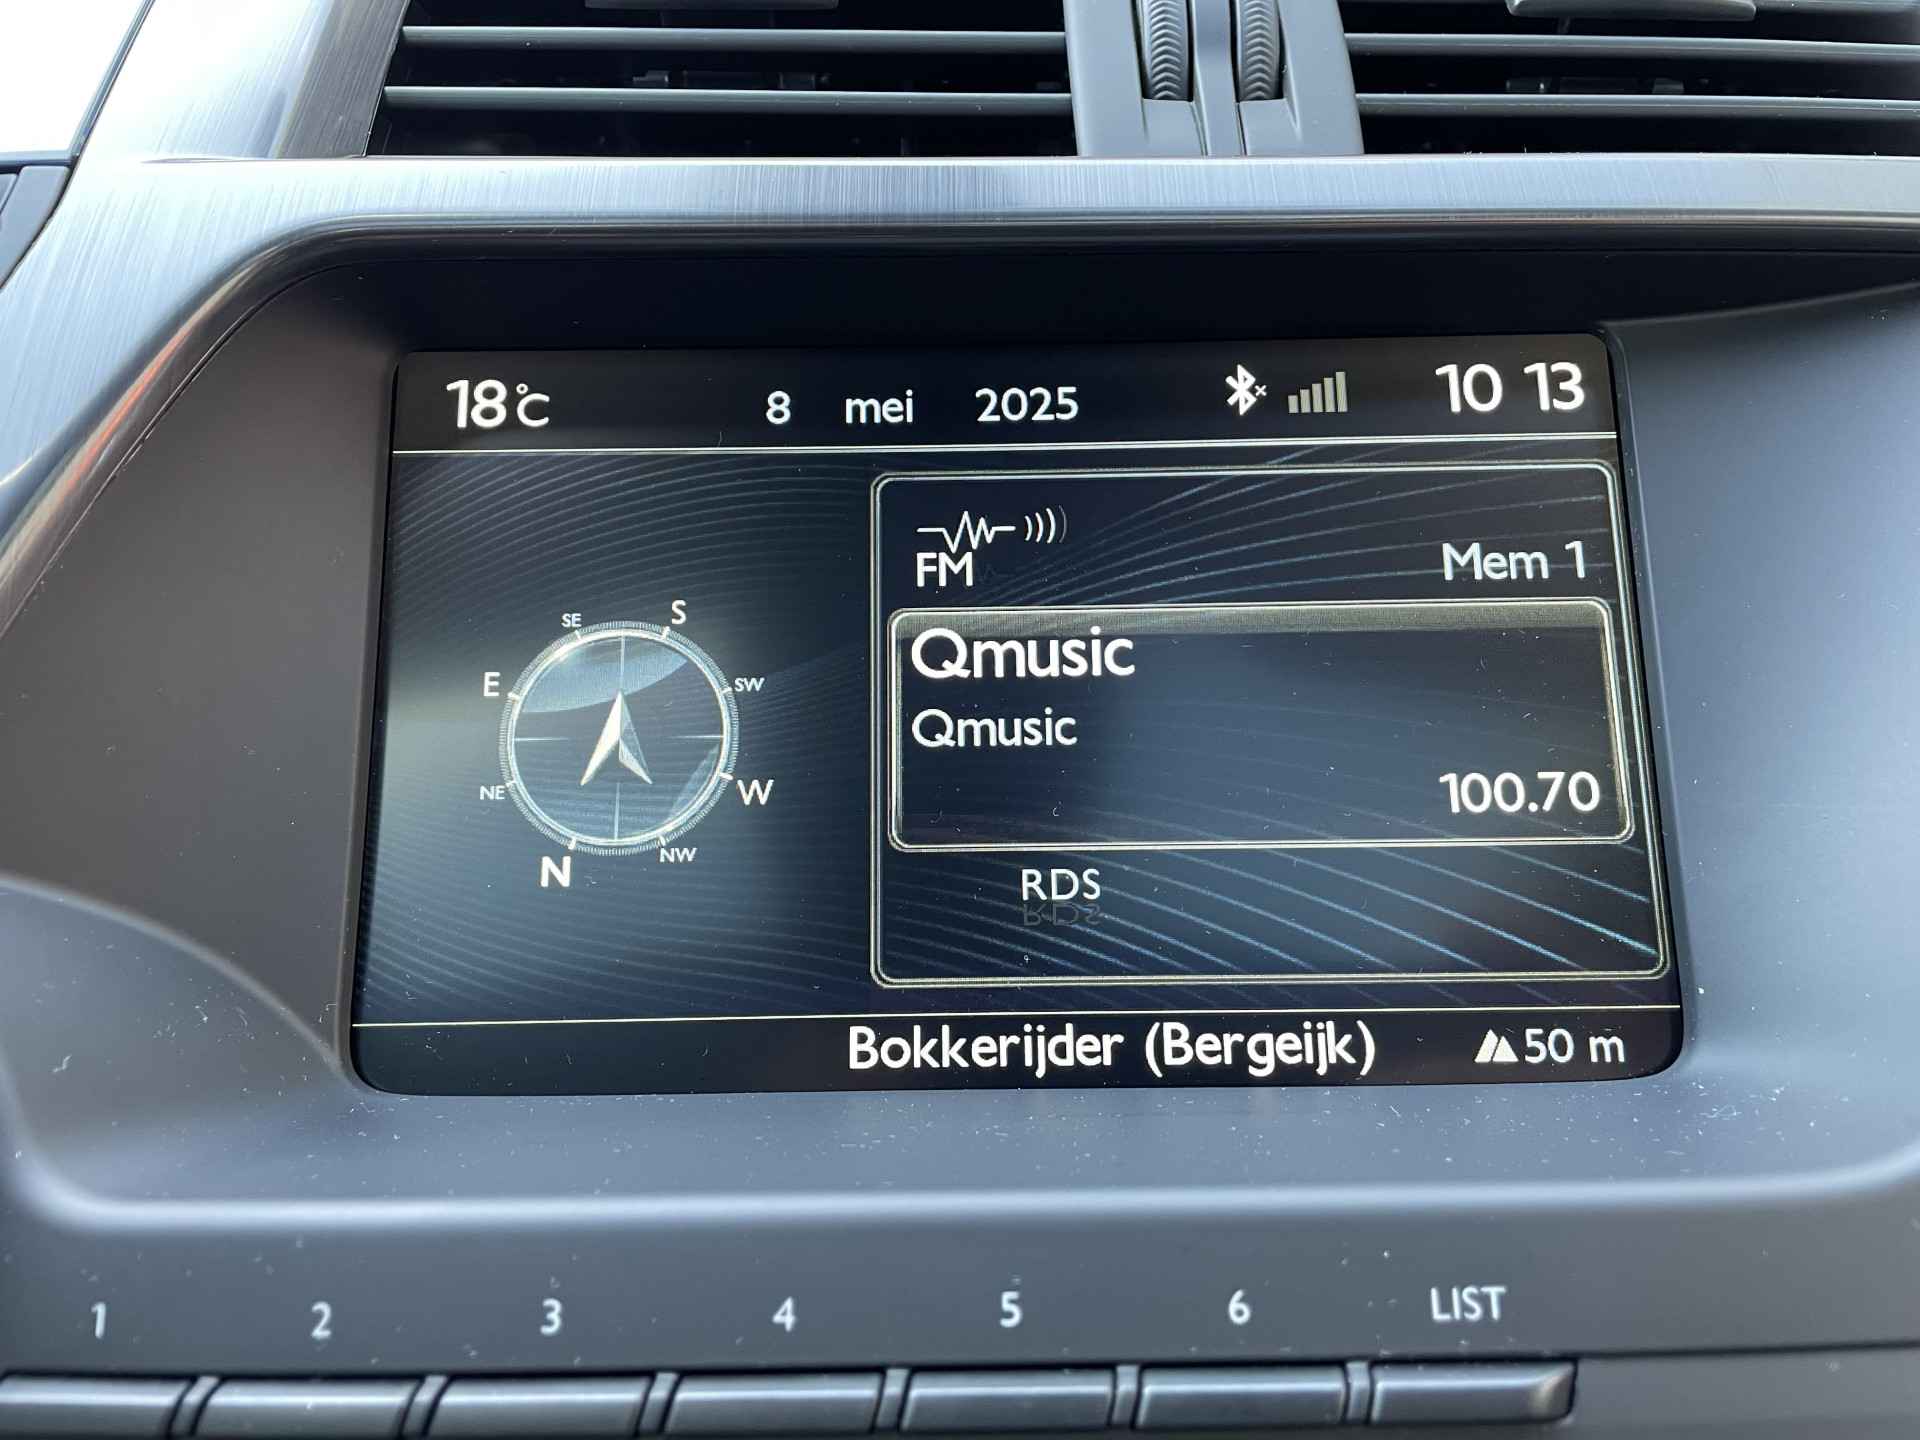 18°C 8 mei 2025 10 13
FM Mem 1
Qmusic
Qmusic
100.70
RDS
SE S
E SW
NE W
N NW
Bokkerijder (Bergeijk) 50 m
1 2 3 4 5 6 LIST